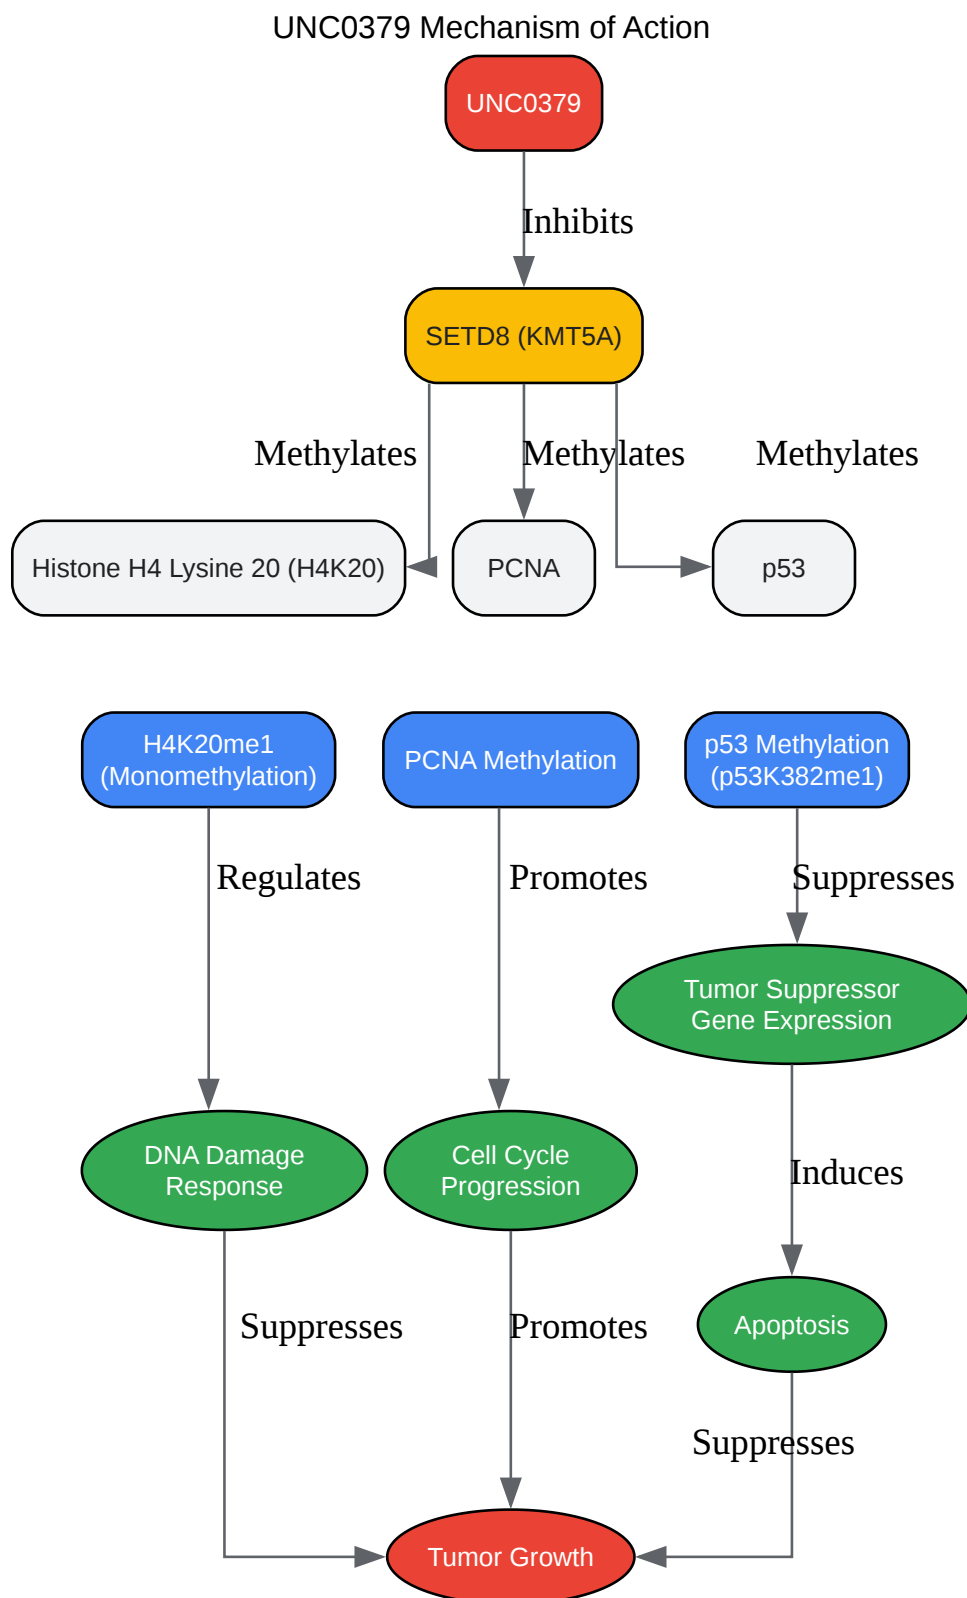 UNC0379 Mechanism of Action
UNC0379
Inhibits
SETD8 (KMT5A)
Methylates
Methylates
Methylates
Histone H4 Lysine 20 (H4K20)
PCNA
p53
H4K20me1
(Monomethylation)
PCNA Methylation
p53 Methylation
(p53K382me1)
Regulates
Promotes
Suppresses
Tumor Suppressor
Gene Expression
DNA Damage
Response
Cell Cycle
Progression
Induces
Suppresses
Promotes
Apoptosis
Suppresses
Tumor Growth